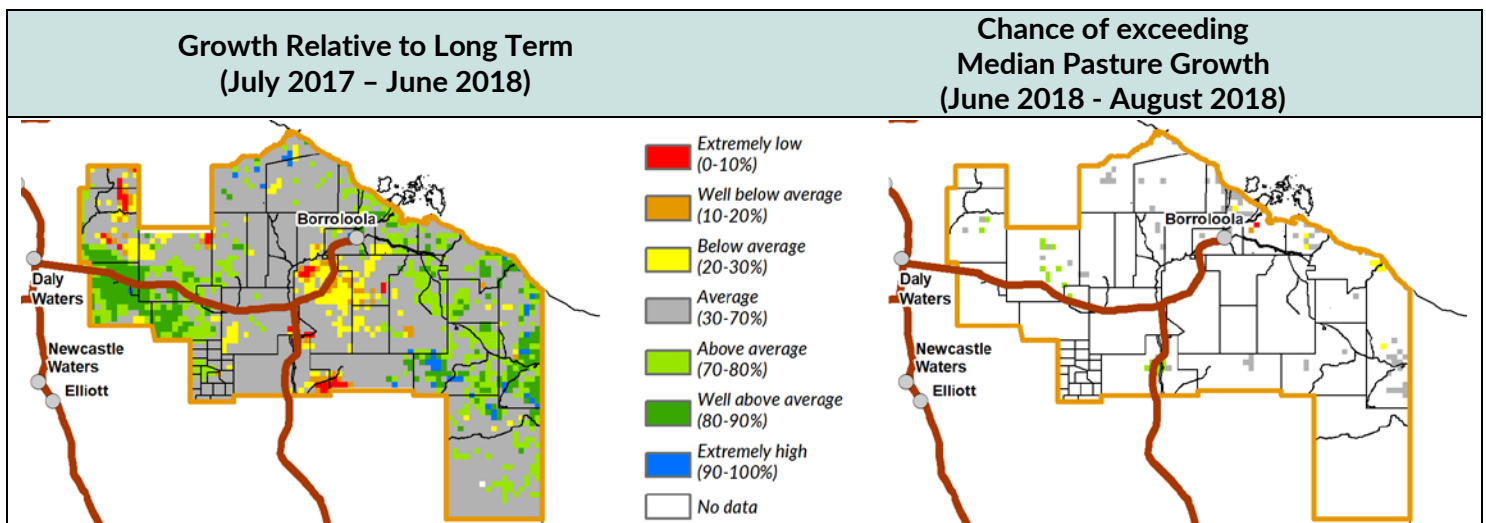 Growth Relative to Long Term
(July 2017 – June 2018)
Chance of exceeding
Median Pasture Growth
(June 2018 - August 2018)
Borroloola
Daly
Waters
Newcastle
Waters
Elliott
Extremely low
(0-10%)
Well below average
(10-20%)
Below average
(20-30%)
Average
(30-70%)
Above average
(70-80%)
Well above average
(80-90%)
Extremely high
(90-100%)
No data
Borroloola
Daly
Waters
Newcastle
Waters
Elliott